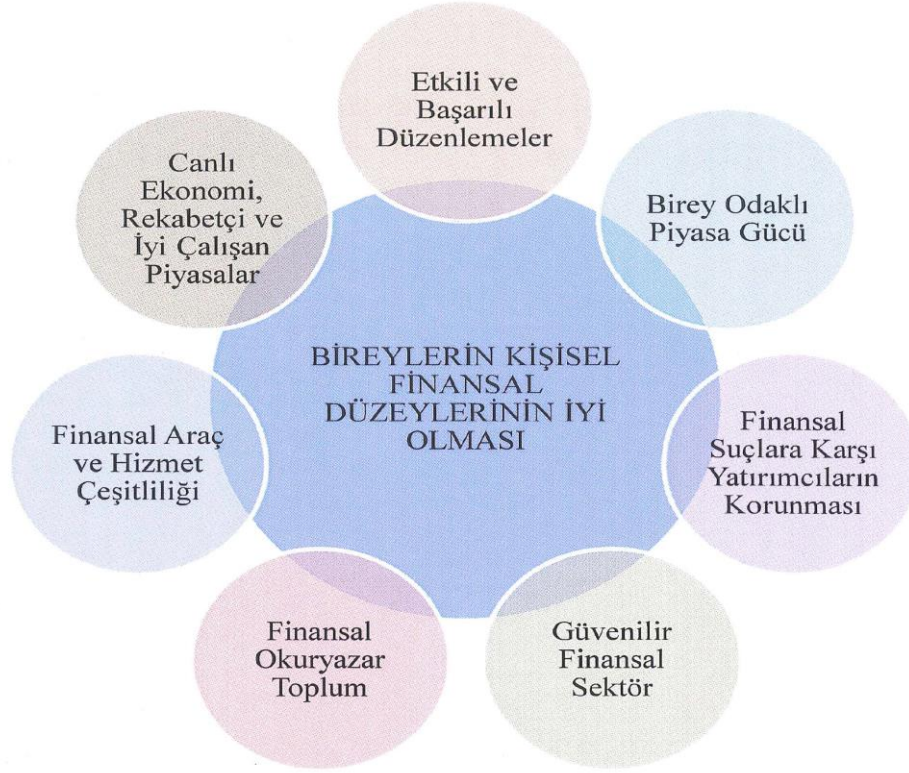 Etkili ve
Başarılı
Düzenlemeler
Birey Odaklı
Piyasa Gücü
Finansal
Suçlara Karşı
Yatırımcıların
Korunması
Güvenilir
Finansal
Sektör
Finansal
Okuryazar
Toplum
Finansal Araç
ve Hizmet
Çeşitliliği
Canlı
Ekonomi,
Rekabetçi ve
İyi Çalışan
Piyasalar
BİREYLERİN KİŞİSEL
FİNANSAL
DÜZEYLERİNİN İYİ
OLMASI